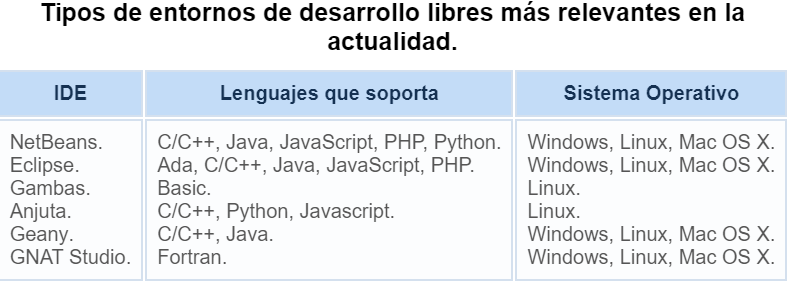 Tipos de entornos de desarrollo libres más relevantes en la
actualidad.
IDE Lenguajes que soporta Sistema Operativo
NetBeans. C/C++, Java, JavaScript, PHP, Python. Windows, Linux, Mac OS X.
Eclipse. Ada, C/C++, Java, JavaScript, PHP. Windows, Linux, Mac OS X.
Gambas. Basic. Linux.
Anjuta. C/C++, Python, Javascript. Linux.
Geany. C/C++, Java. Windows, Linux, Mac OS X.
GNAT Studio. Fortran. Windows, Linux, Mac OS X.